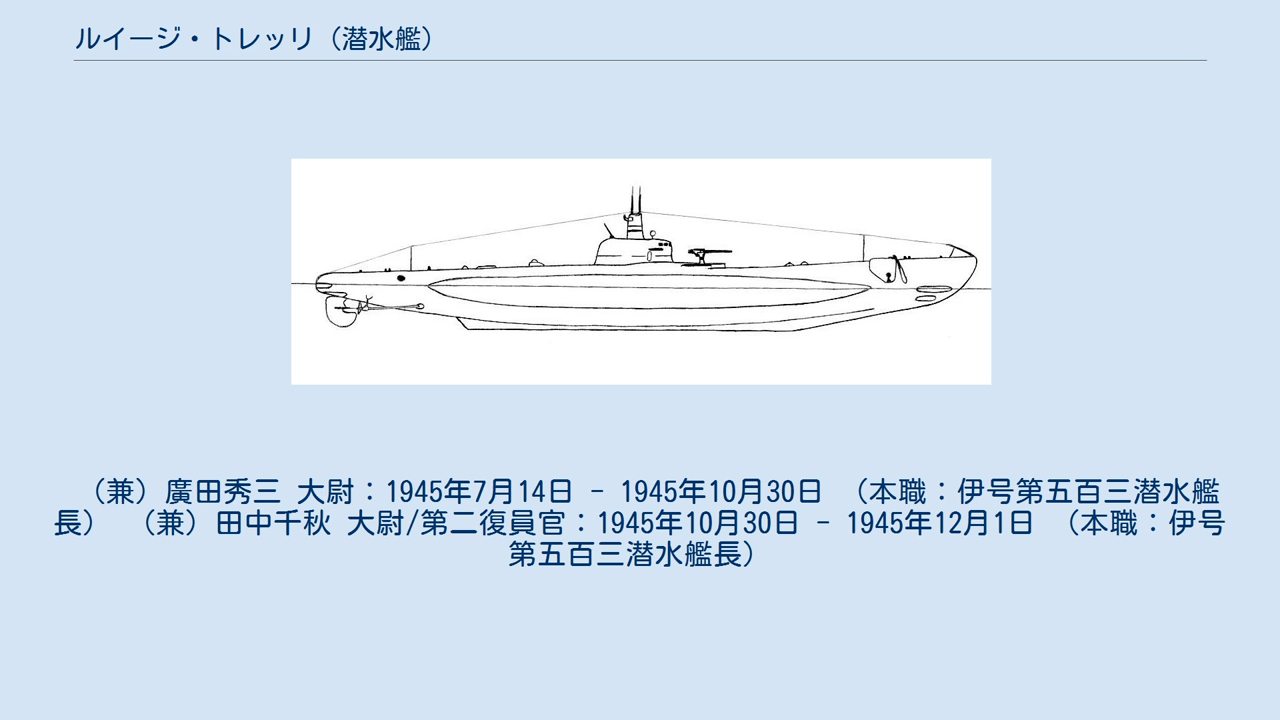 ルイージ・トレッリ（潜水艦）
（兼）廣田秀三 大尉：1945年7月14日 - 1945年10月30日 （本職：伊号第五百三潜水艦
長） （兼）田中千秋 大尉/第二復員官：1945年10月30日 - 1945年12月1日 （本職：伊号
第五百三潜水艦長）